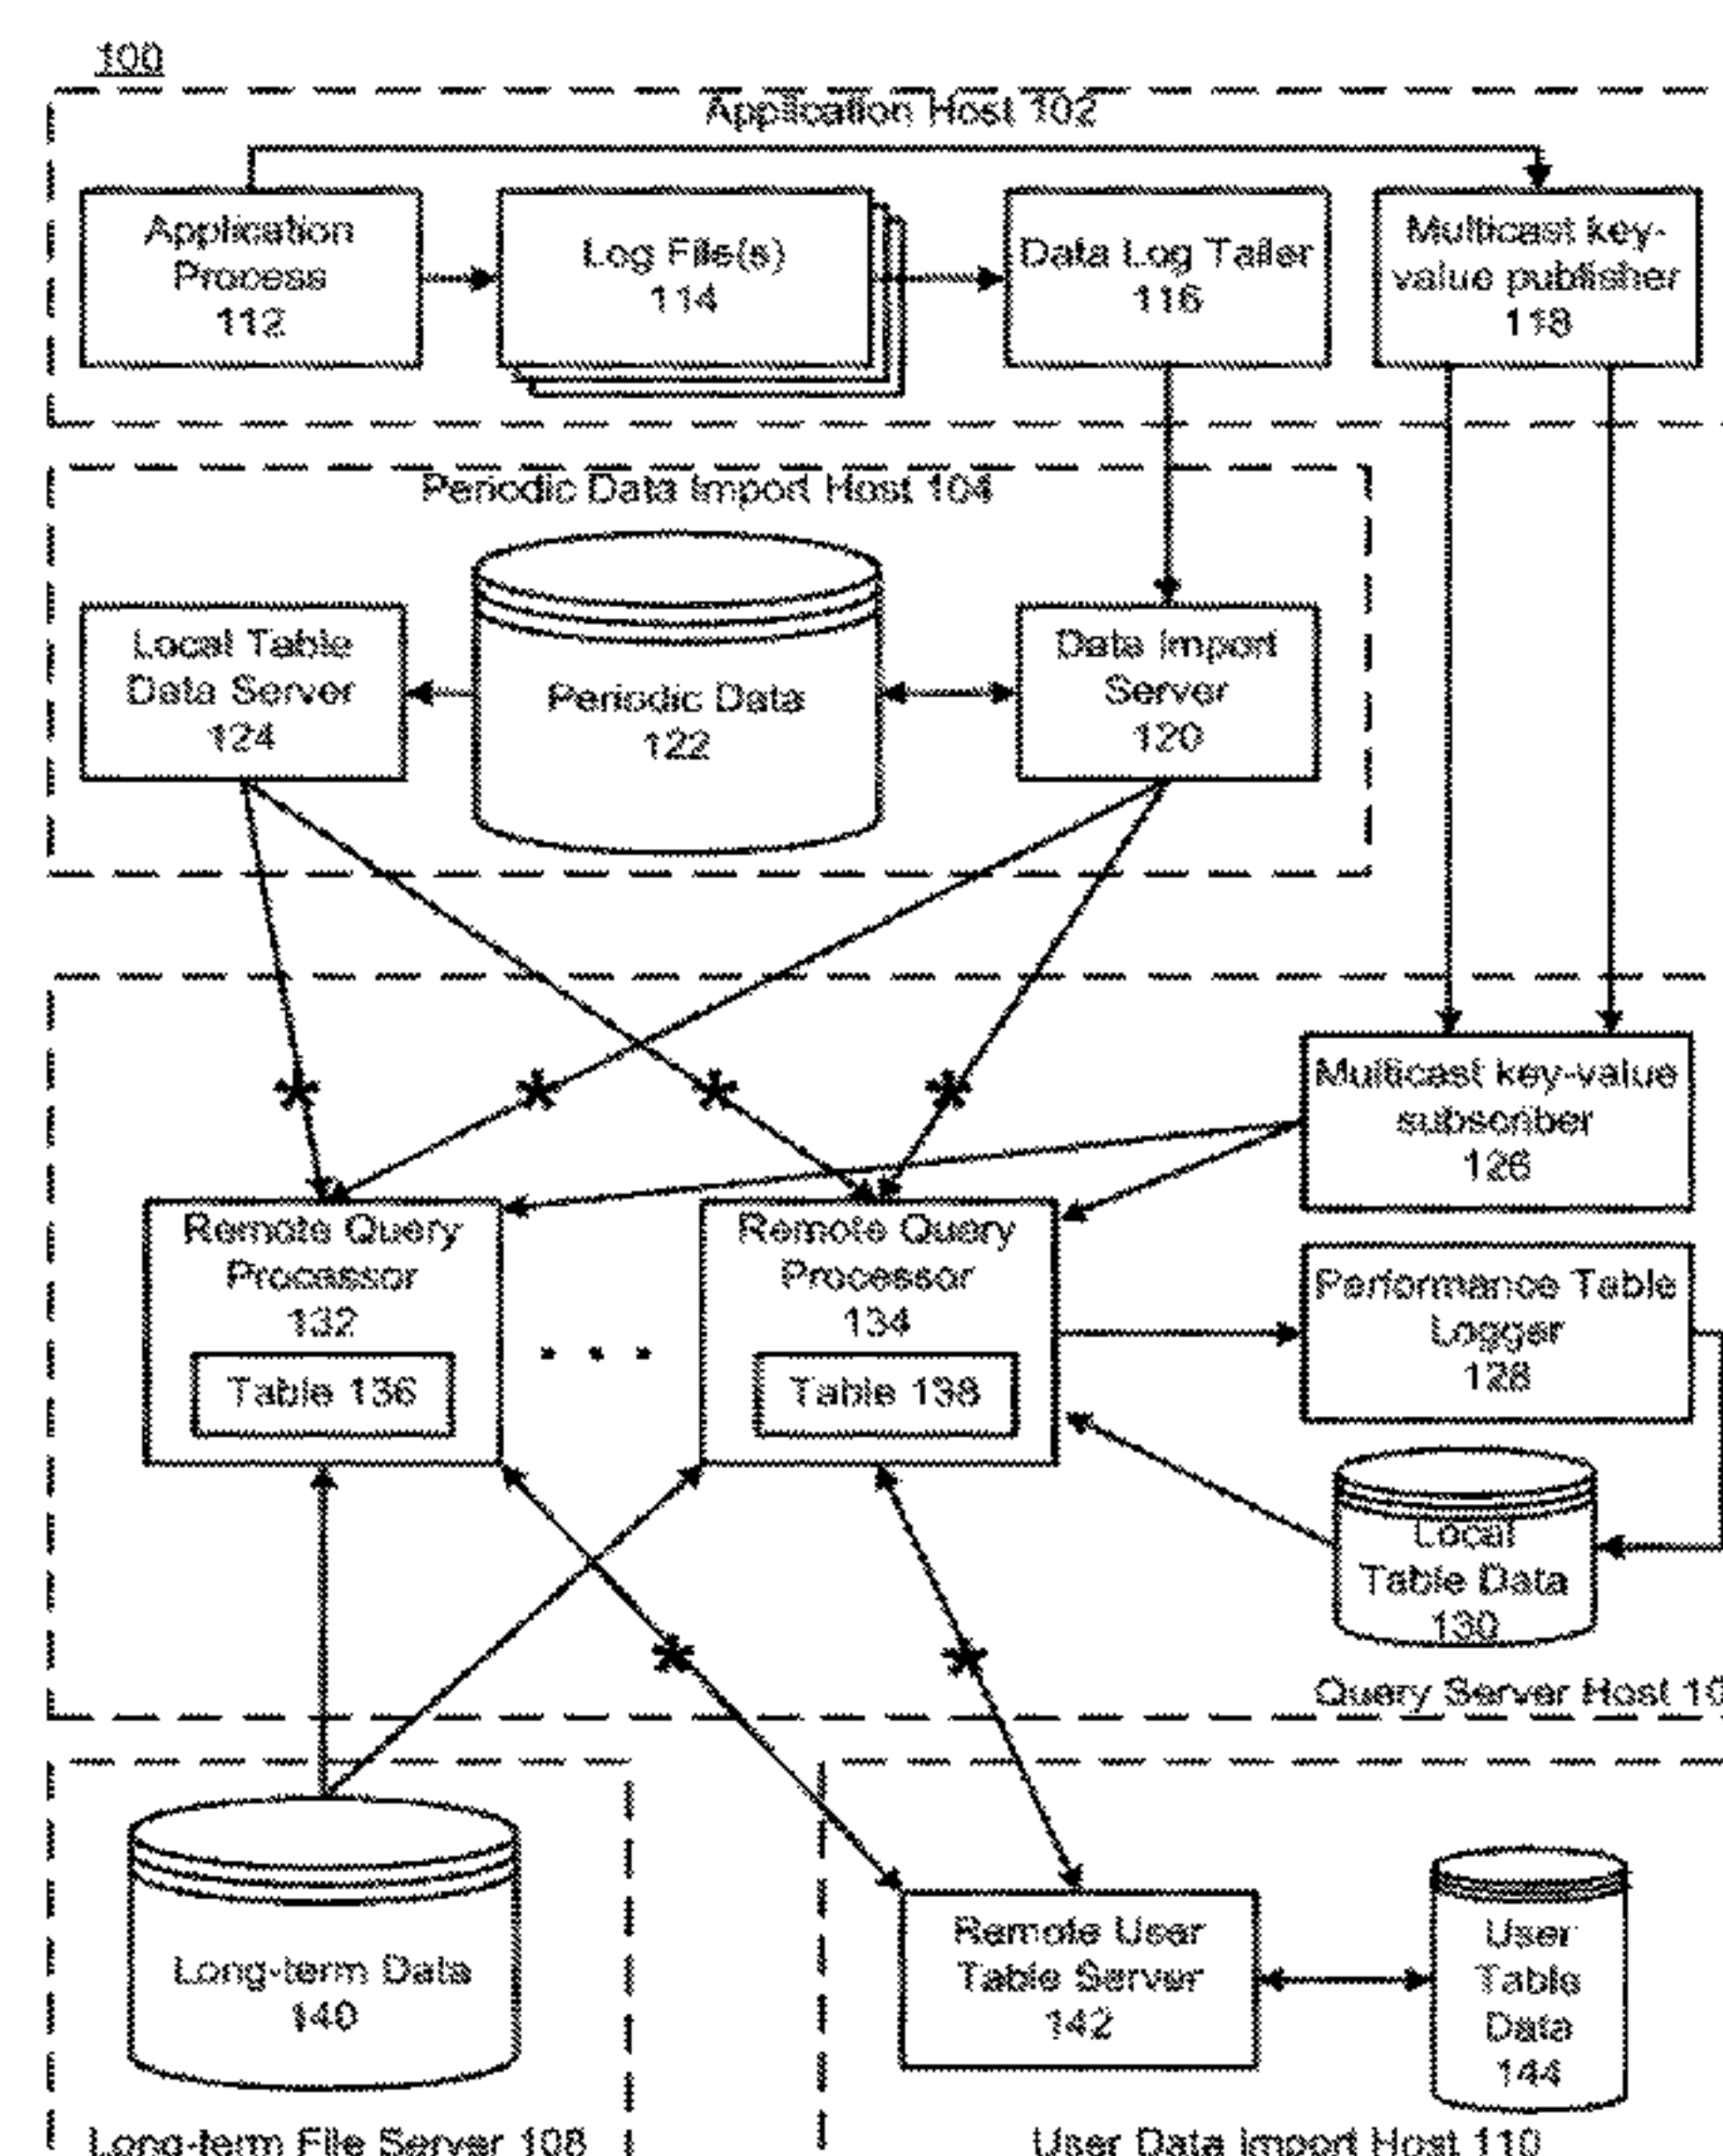 100
Application Host 102
Application
Process
112
Log File(s)
114
Data Log Tailer
116
Multicast key-
value publisher
118
Periodic Data Import Host 104
Local Table
Data Server
124
Periodic Data
122
Data Import
Server
120
Multicast key-value
subscriber
126
Remote Query
Processor
132
Table 136
Remote Query
Processor
134
Table 138
Performance Table
Logger
128
Local
Table Data
130
Query Server Host
Long-term Data
140
Remote User
Table Server
142
User
Table
Data
144
Long-term File Server 108
User Data Import Host 110